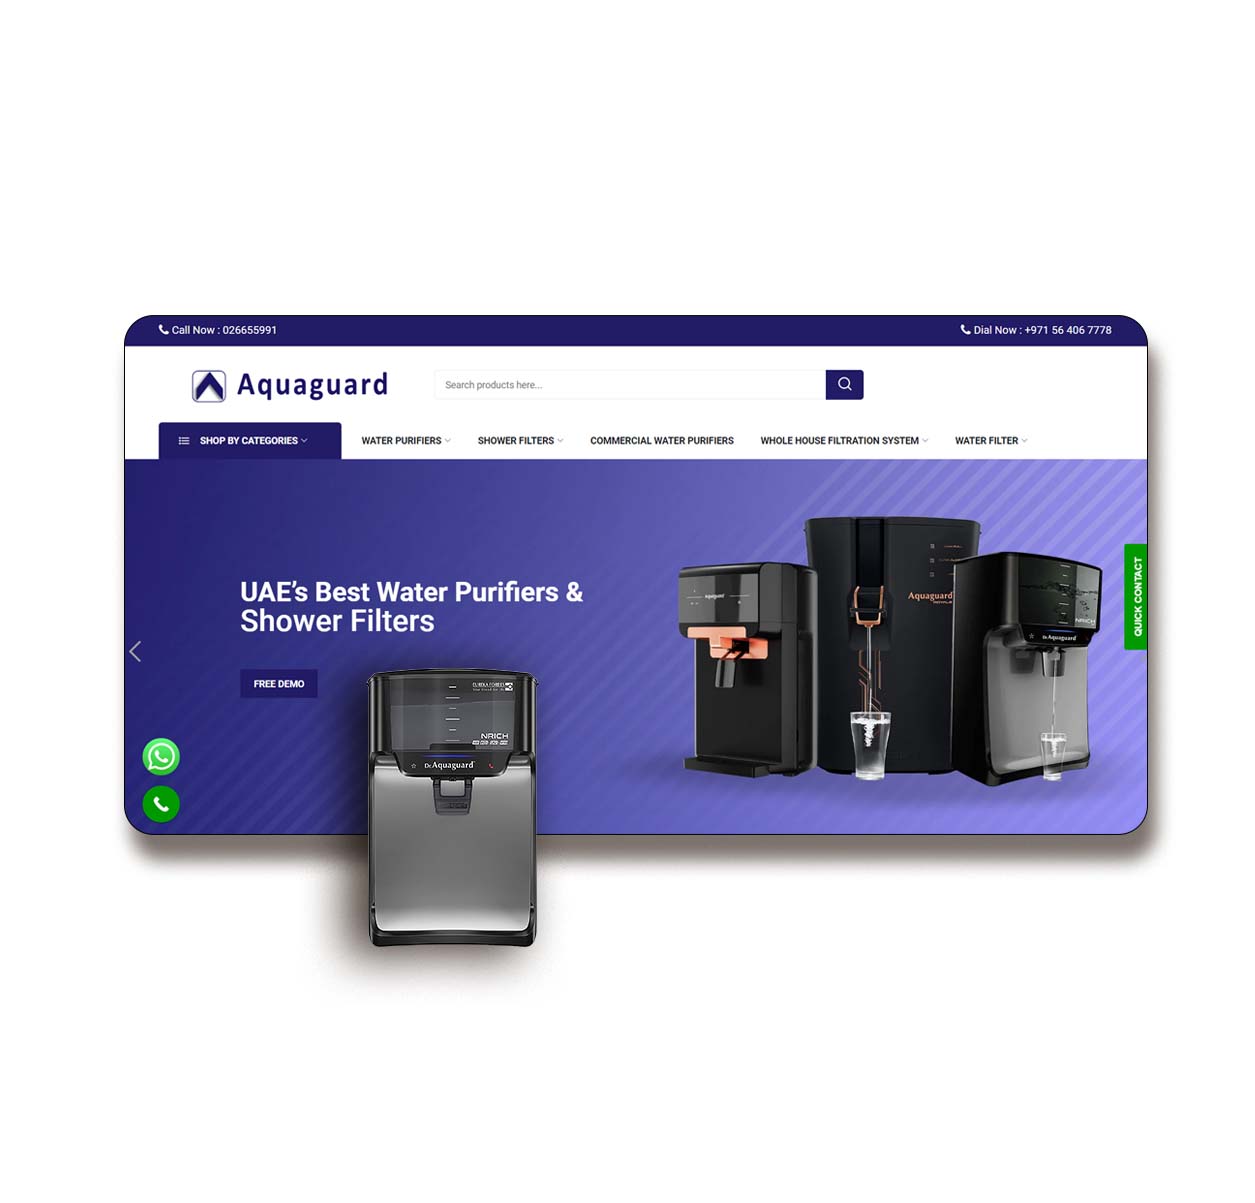 Call Now : 026655991
Dial Now : +971 56 406 7778
Aquaguard
Search products here...
SHOP BY CATEGORIES
WATER PURIFIERS
SHOWER FILTERS
COMMERCIAL WATER PURIFIERS
WHOLE HOUSE FILTRATION SYSTEM
WATER FILTER
UAE's Best Water Purifiers &
Shower Filters
FREE DEMO
QUICK CONTACT
Aquaguard
Aquaguard
NRICH
Dr.Aquaguard
EUREKA FORBES
NRICH
Dr.Aquaguard